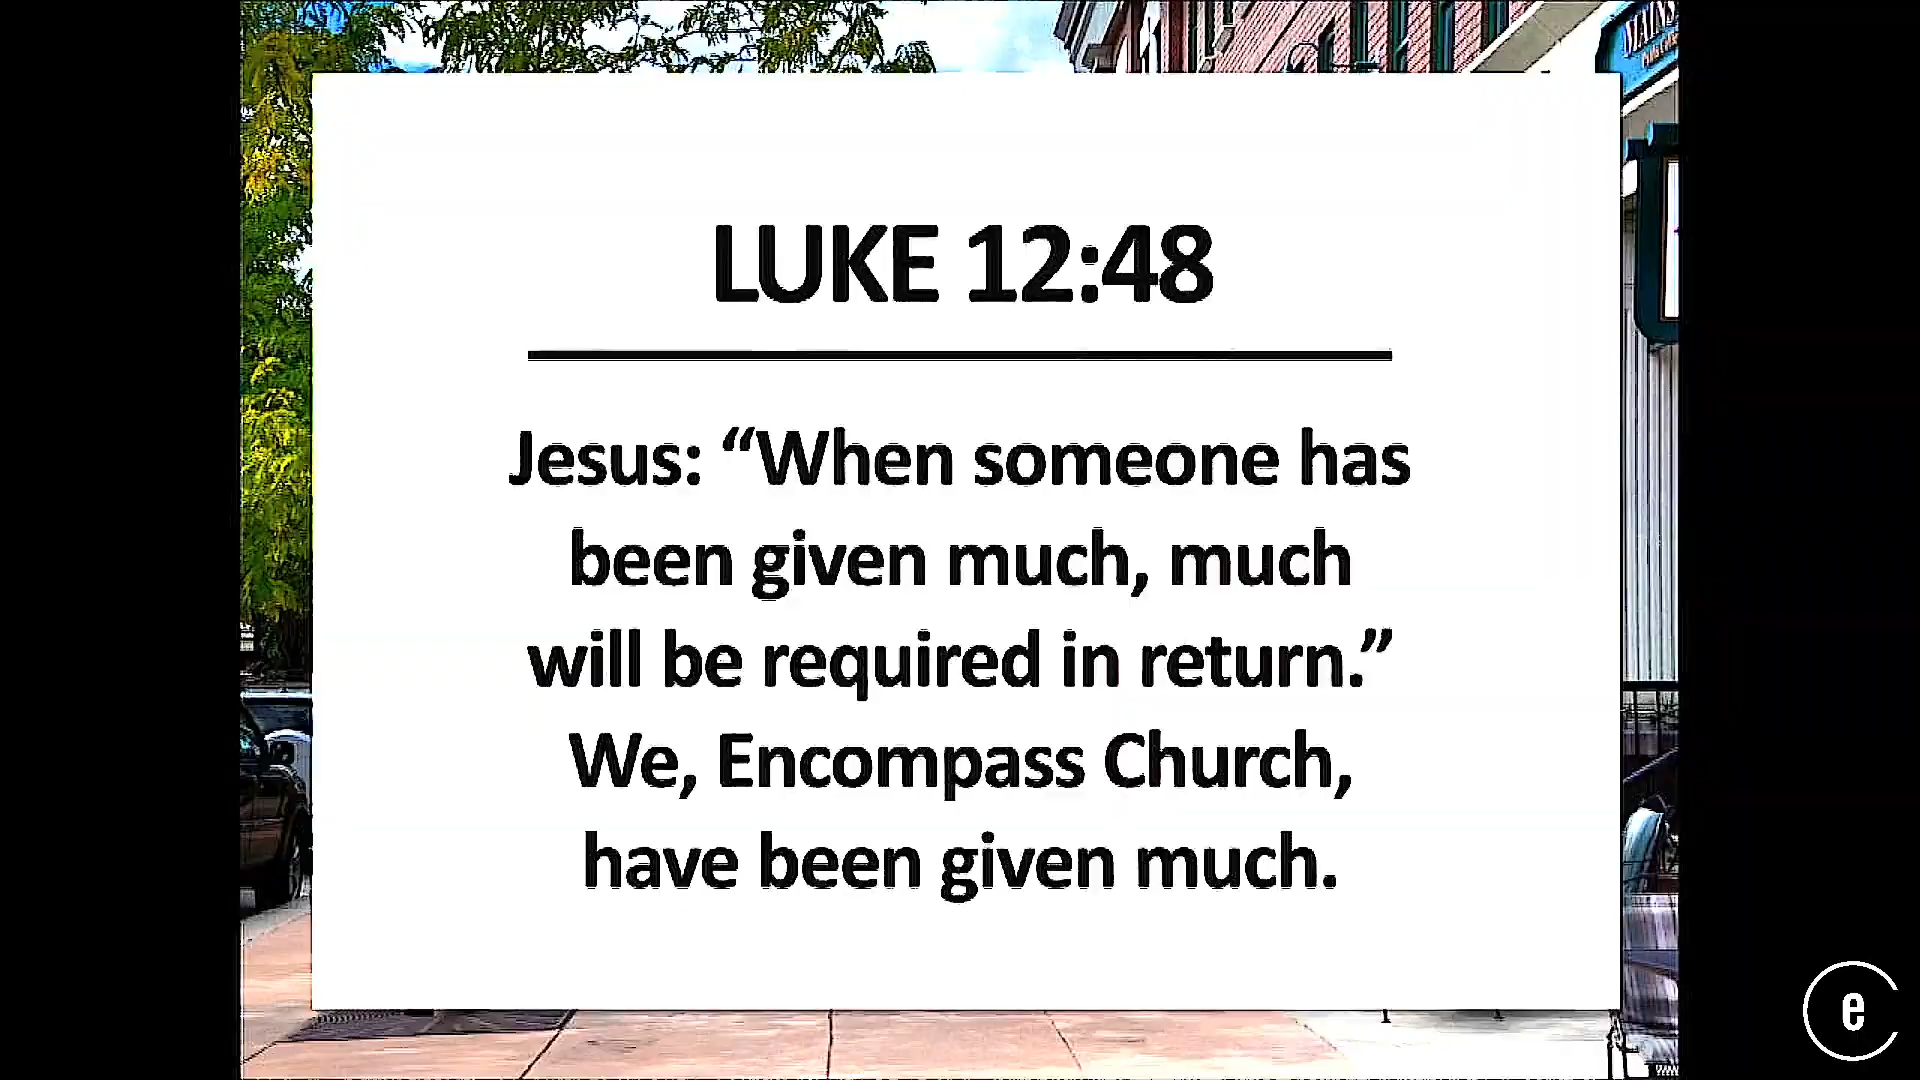 MAINS
LUKE 12:48
Jesus: “When someone has
been given much, much
will be required in return.”
We, Encompass Church,
have been given much.
e